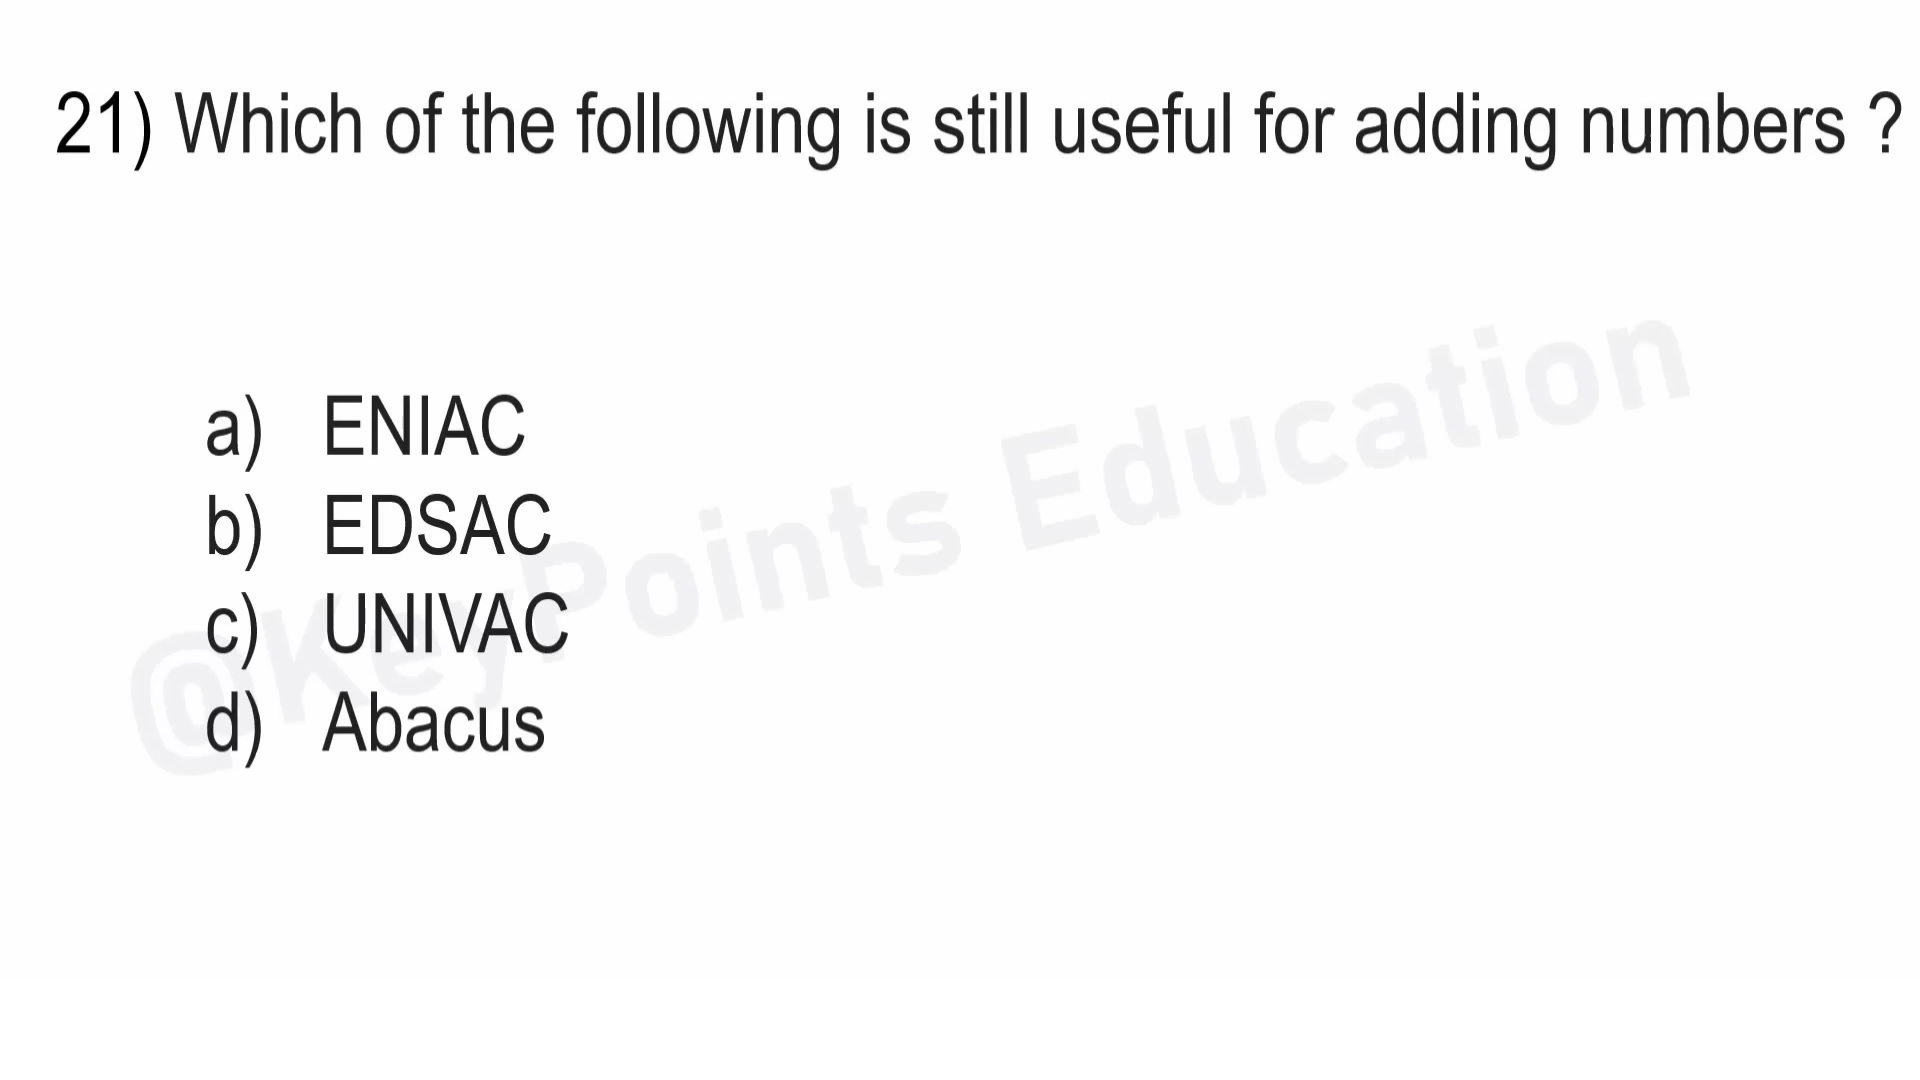 21) Which of the following is still useful for adding numbers ?
a) ENIAC
b) EDSAC
c) UNIVAC
d) Abacus
@KeyPoints Education